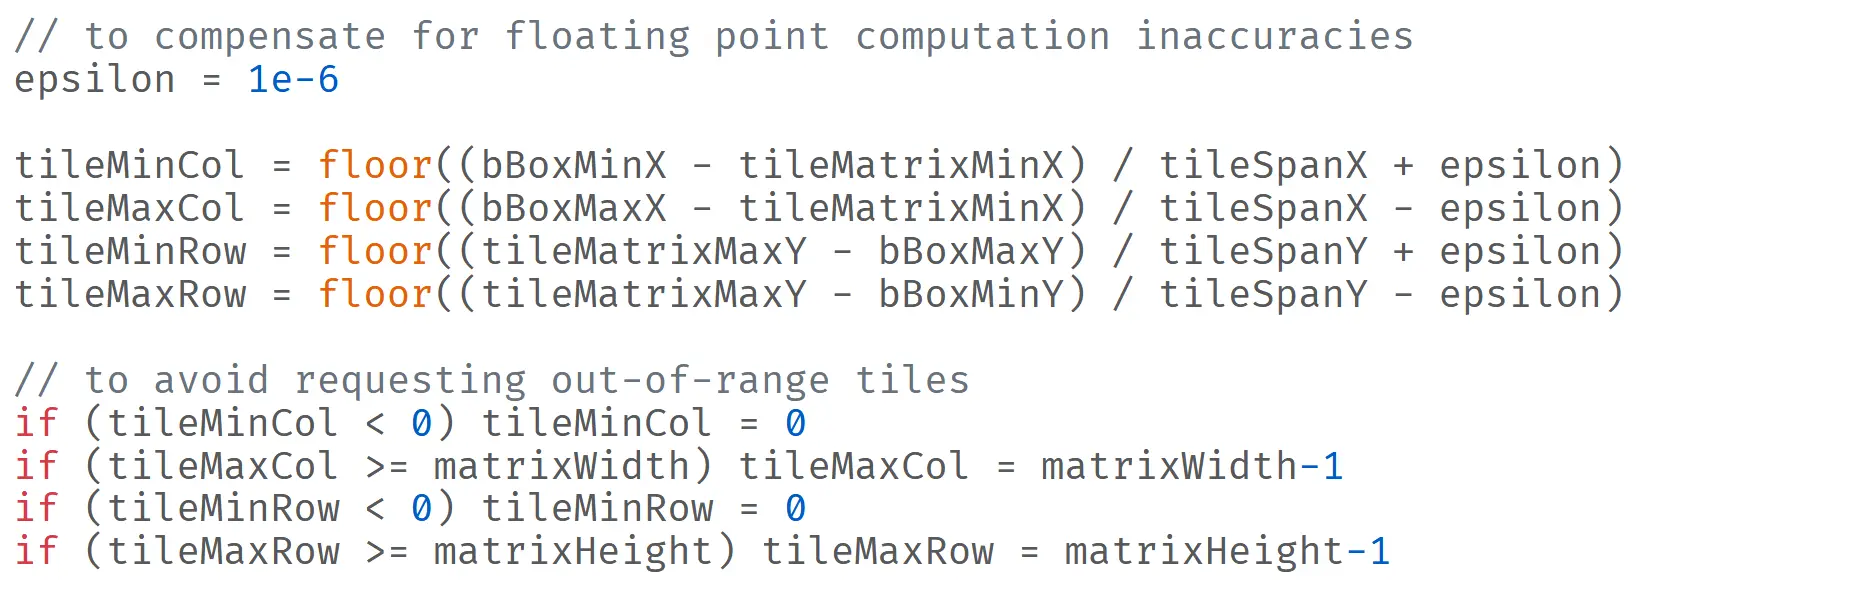 // to compensate for floating point computation inaccuracies
epsilon = 1e-6
tileMinCol = floor((bBoxMinX - tileMatrixMinX) / tileSpanX + epsilon)
tileMaxCol = floor((bBoxMaxX - tileMatrixMinX) / tileSpanX - epsilon)
tileMinRow = floor((tileMatrixMaxY - bBoxMaxY) / tileSpanY + epsilon)
tileMaxRow = floor((tileMatrixMaxY - bBoxMinY) / tileSpanY - epsilon)
// to avoid requesting out-of-range tiles
if (tileMinCol < 0) tileMinCol = 0
if (tileMaxCol >= matrixWidth) tileMaxCol = matrixWidth-1
if (tileMinRow < 0) tileMinRow = 0
if (tileMaxRow >= matrixHeight) tileMaxRow = matrixHeight-1